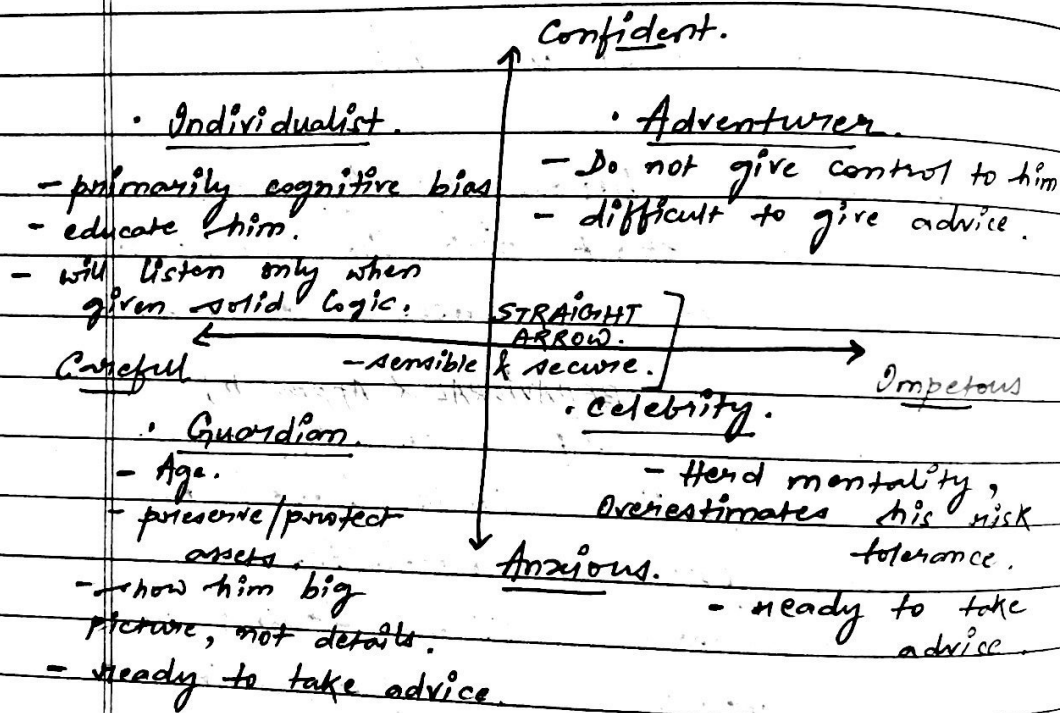 Confident.
· Individualist.
- primarily cognitive bias
- educate him.
- will listen only when
given solid logic.
· Adventurer.
- Do not give control to him
- difficult to give advice.
STRAIGHT
ARROW.
- sensible & secure.
Careful
Impetous
· Guardian.
- Age.
- preserve/protect
assets.
- show him big
picture, not details.
- ready to take advice.
· Celebrity.
- Herd mentality,
Overestimates his risk
tolerance.
- ready to take
advice.
Anxious.